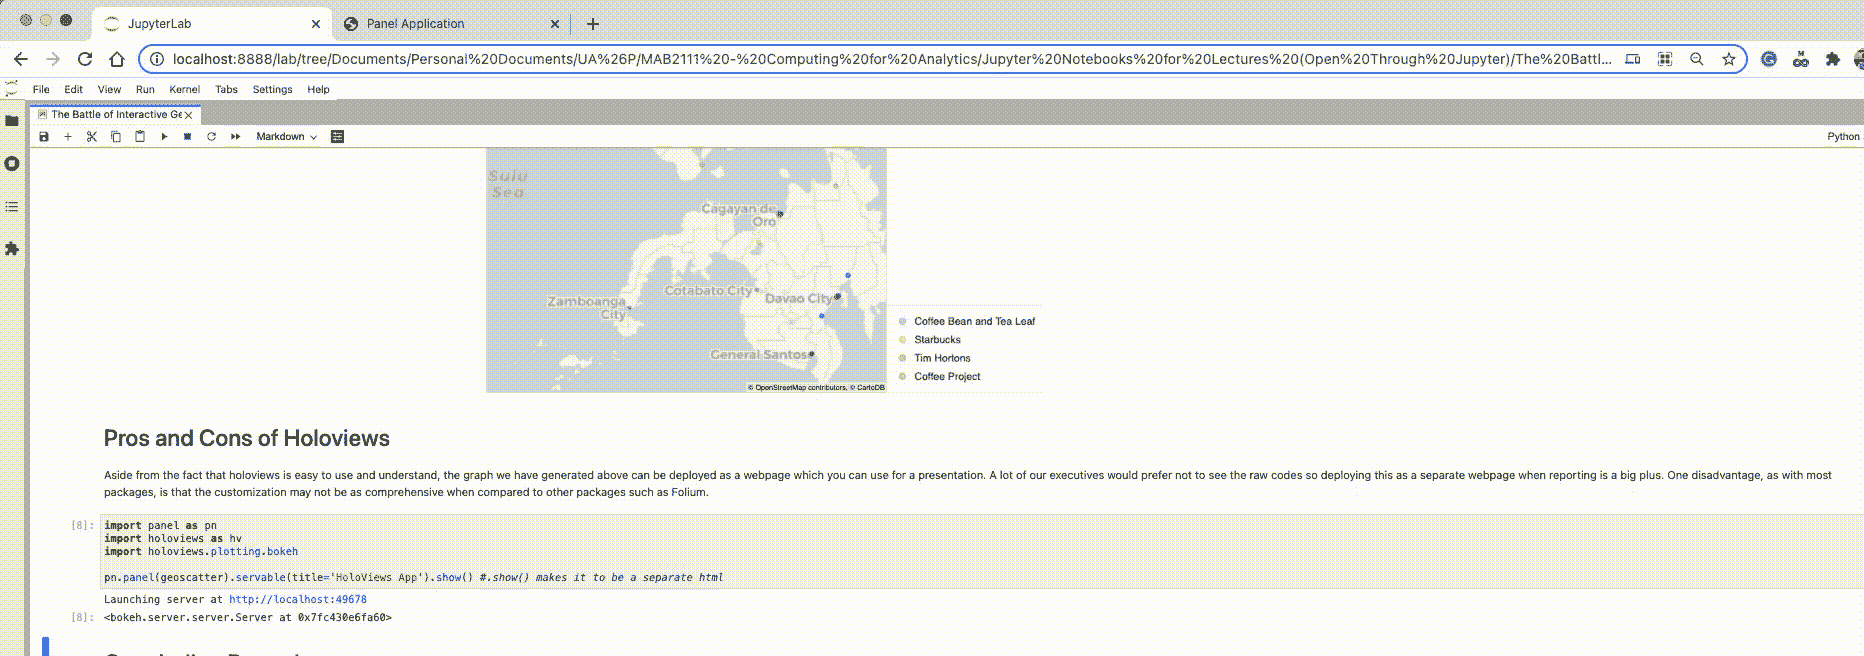 JupyterLab
Panel Application
localhost:8888/lab/tree/Documents/Personal%20Documents/UA%26P/MAB2111%20-%20Computing%20for%20Analytics/Jupyter%20Notebooks%20for%20Lectures%20(Open%20Through%20Jupyter)/The%20Battl...
File Edit View Run Kernel Tabs Settings Help
The Battle of Interactive Ge
Markdown
Python
Sulu
Sea
Cagayan de
Oro
Cotabato City
Davao City
Zamboanga
City
General Santos
© OpenStreetMap contributors, © CartoDB
Coffee Bean and Tea Leaf
Starbucks
Tim Hortons
Coffee Project
Pros and Cons of Holoviews
Aside from the fact that holoviews is easy to use and understand, the graph we have generated above can be deployed as a webpage which you can use for a presentation. A lot of our executives would prefer not to see the raw codes so deploying this as a separate webpage when reporting is a big plus. One disadvantage, as with most
packages, is that the customization may not be as comprehensive when compared to other packages such as Folium.
[8]: import panel as pn
import holoviews as hv
import holoviews.plotting.bokeh
pn.panel(geoscatter).servable(title='HoloViews App').show() #.show() makes it to be a separate html
Launching server at http://localhost:49678
[8]: <bokeh.server.server.Server at 0x7fc430e6fa60>